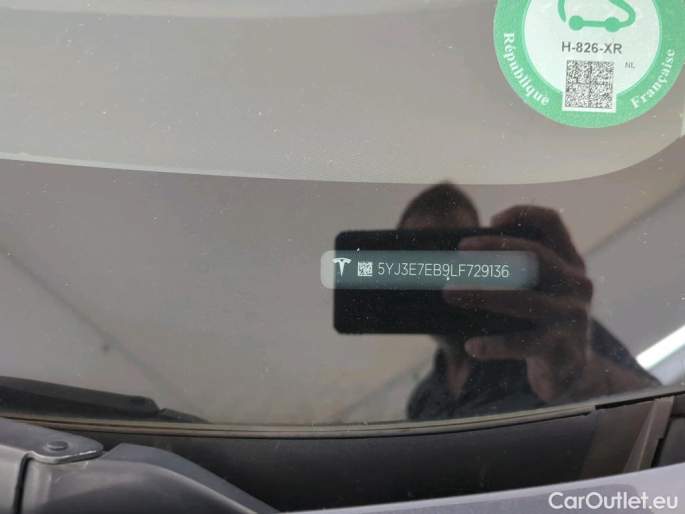 H-826-XR
NL
République Française
5YJ3E7EB9LF729136
CarOutlet.eu